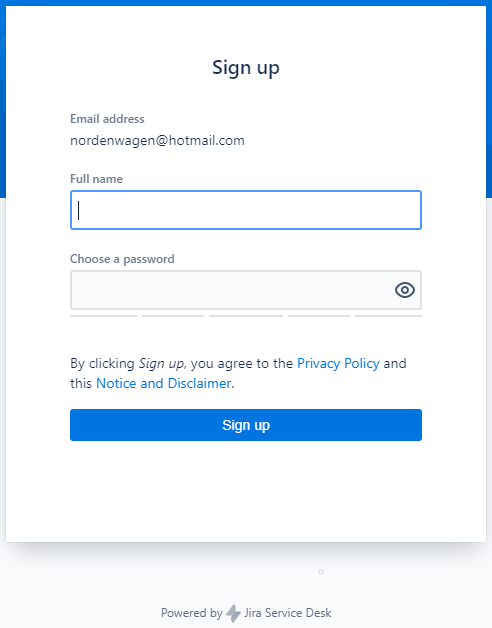 Sign up
Email address
nordenwagen@hotmail.com
Full name
Choose a password
By clicking Sign up, you agree to the Privacy Policy and
this Notice and Disclaimer.
Sign up
Powered by Jira Service Desk